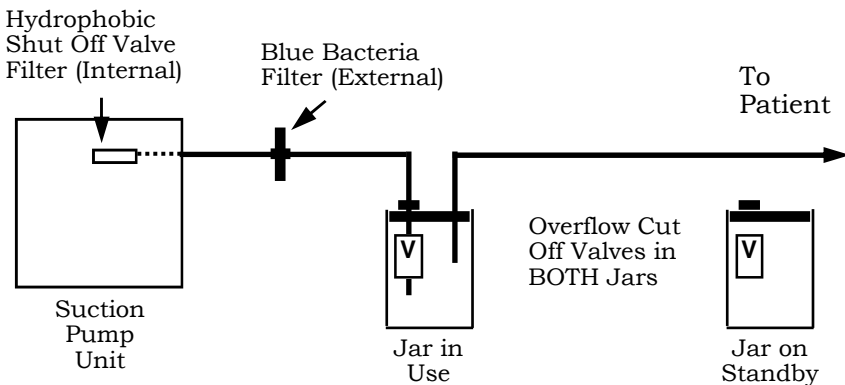 Hydrophobic
Shut Off Valve
Filter (Internal)
Blue Bacteria
Filter (External)
To
Patient
V
Overflow Cut
Off Valves in
BOTH Jars
V
Suction
Pump
Unit
Jar in
Use
Jar on
Standby